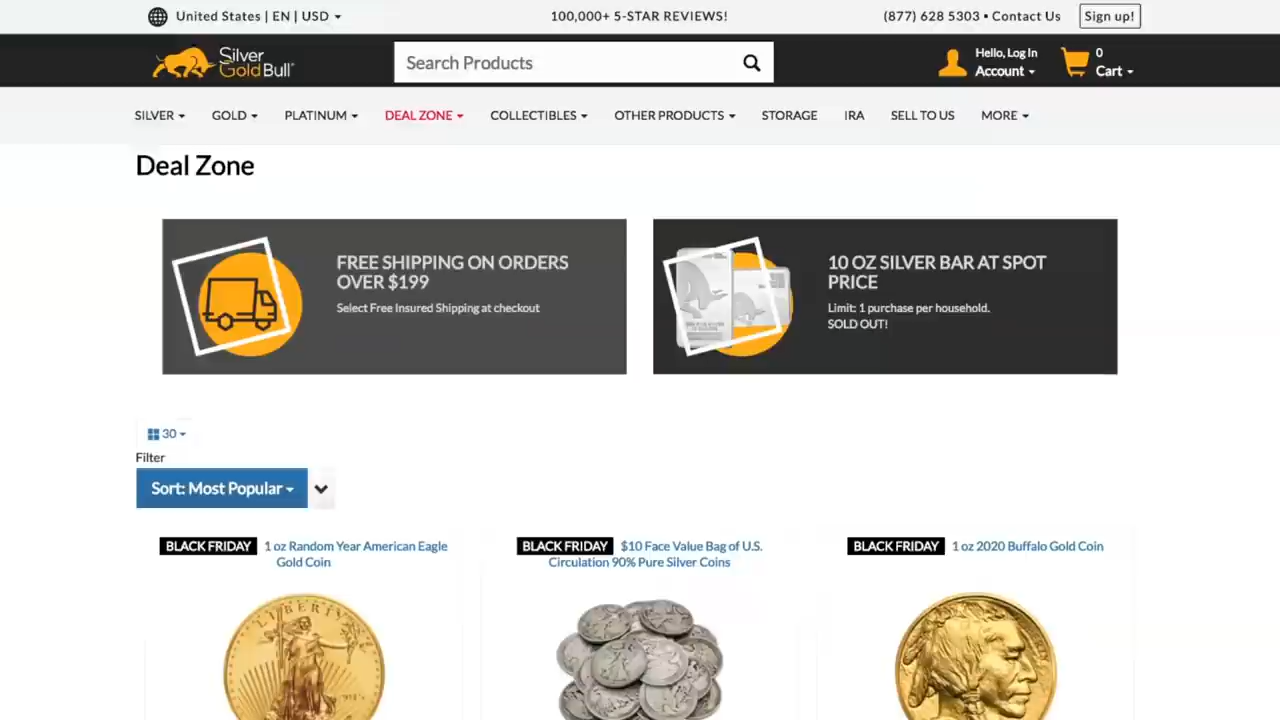 United States | EN | USD
100,000+ 5-STAR REVIEWS!
(877) 628 5303 • Contact Us
Sign up!
Silver
Gold Bull
Search Products
Hello, Log In
Account
0
Cart
SILVER
GOLD
PLATINUM
DEAL ZONE
COLLECTIBLES
OTHER PRODUCTS
STORAGE
IRA
SELL TO US
MORE
Deal Zone
FREE SHIPPING ON ORDERS
OVER $199
Select Free Insured Shipping at checkout
10 OZ SILVER BAR AT SPOT
PRICE
Limit: 1 purchase per household.
SOLD OUT!
30
Filter
Sort: Most Popular
BLACK FRIDAY 1 oz Random Year American Eagle
Gold Coin
BLACK FRIDAY $10 Face Value Bag of U.S.
Circulation 90% Pure Silver Coins
BLACK FRIDAY 1 oz 2020 Buffalo Gold Coin
LIBERTY